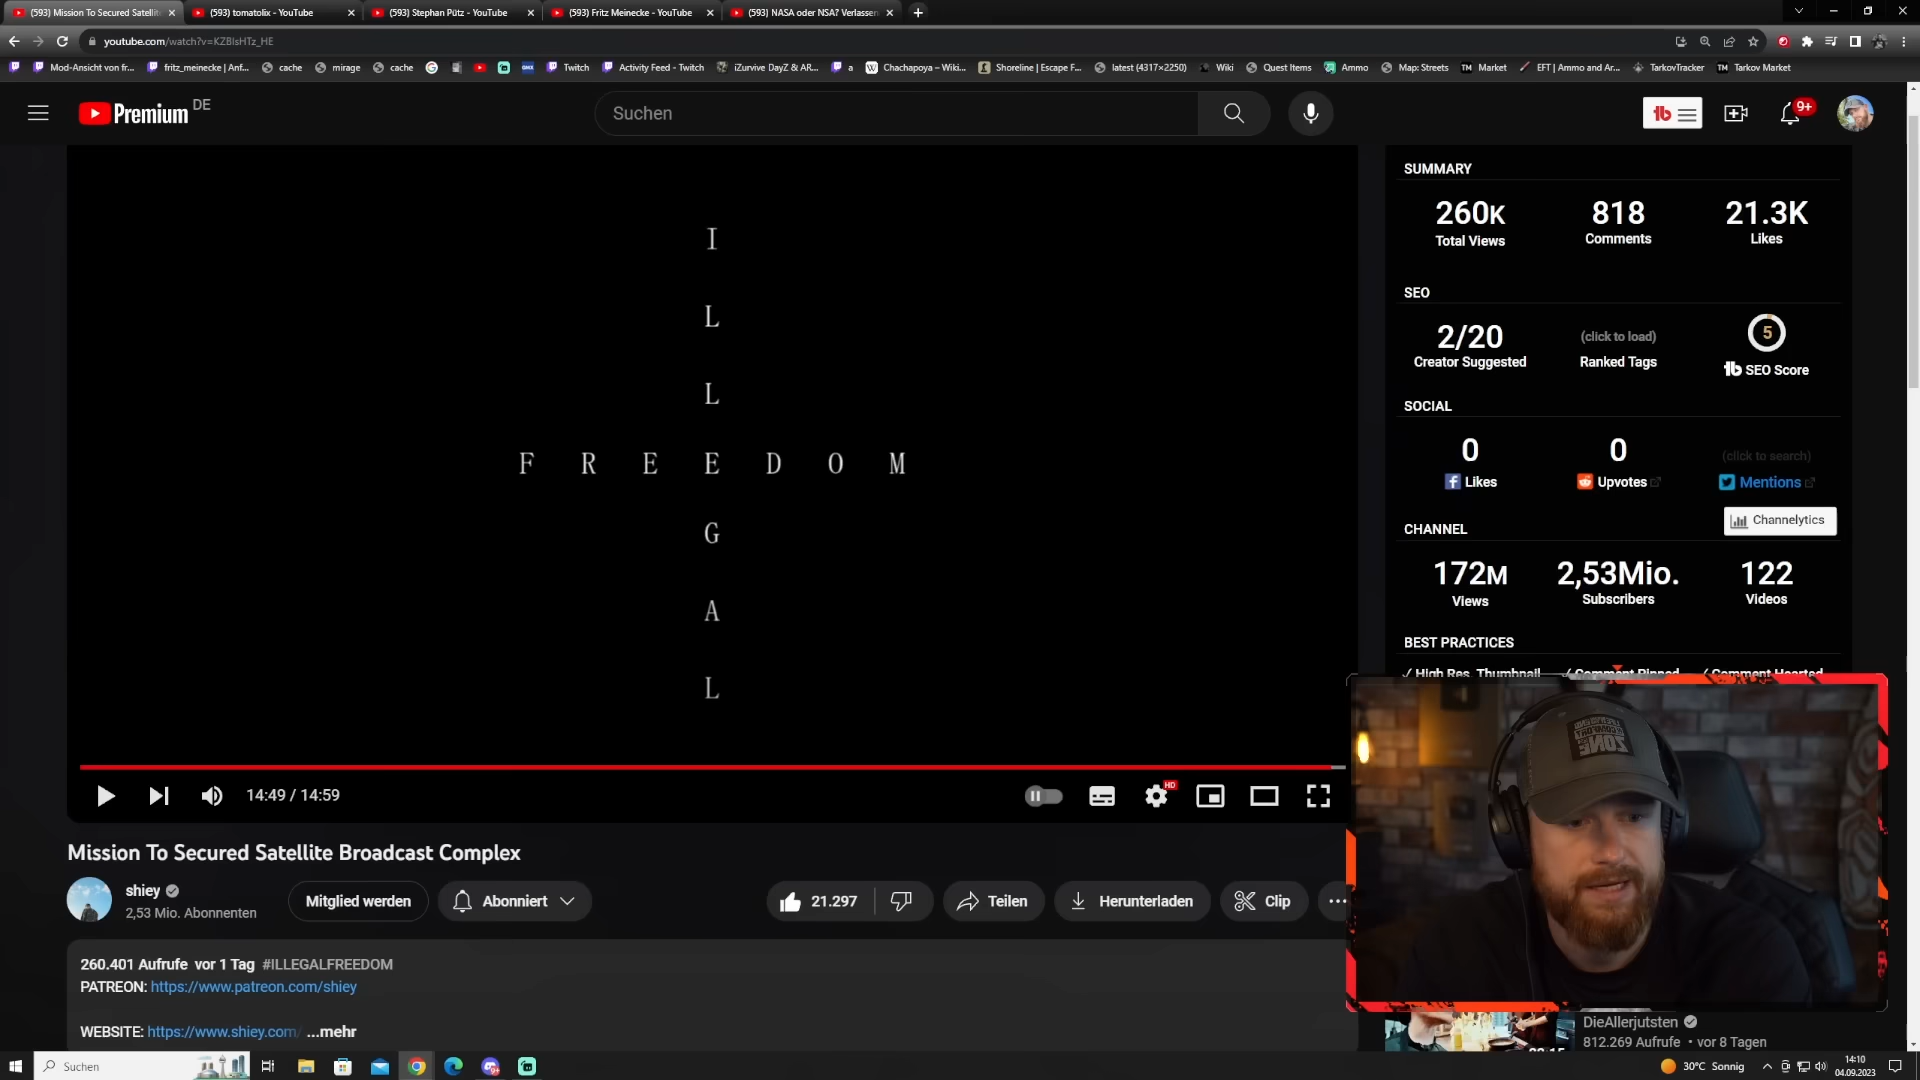 (593) Mission To Secured Satellit
(593) tomatolix - YouTube
(593) Stephan Pütz - YouTube
(593) Fritz Meinecke - YouTube
(593) NASA oder NSA? Verlassen
youtube.com/watch?v=KZBlsHTz_HE
Mod-Ansicht von fr...
fritz_meinecke | Anf...
cache
mirage
cache
Twitch
Activity Feed - Twitch
iZurvive DayZ & AR...
a
Chachapoya – Wiki...
Shoreline | Escape F...
latest (4317×2250)
Wiki
Quest Items
Ammo
Map: Streets
Market
EFT | Ammo and Ar...
TarkovTracker
Tarkov Market
Premium DE
Suchen
9+
I
L
L
F R E E D O M
G
A
L
14:49 / 14:59
HD
Mission To Secured Satellite Broadcast Complex
shiey
2,53 Mio. Abonnenten
Mitglied werden
Abonniert
21.297
Teilen
Herunterladen
Clip
260.401 Aufrufe vor 1 Tag #ILLEGALFREEDOM
PATREON: https://www.patreon.com/shiey
WEBSITE: https://www.shiey.com/ ...mehr
SUMMARY
260K 818 21.3K
Total Views Comments Likes
SEO
2/20 (click to load) 5
Creator Suggested Ranked Tags tb SEO Score
SOCIAL
0 0 (click to search)
Likes Upvotes Mentions
Channelytics
CHANNEL
172M 2,53Mio. 122
Views Subscribers Videos
BEST PRACTICES
High Res. Thumbnail Comment Pinned Comment Hearted
ZONE
DieAllerjutsten
812.269 Aufrufe • vor 8 Tagen
Suchen
30°C Sonnig
14:10
04.09.2023